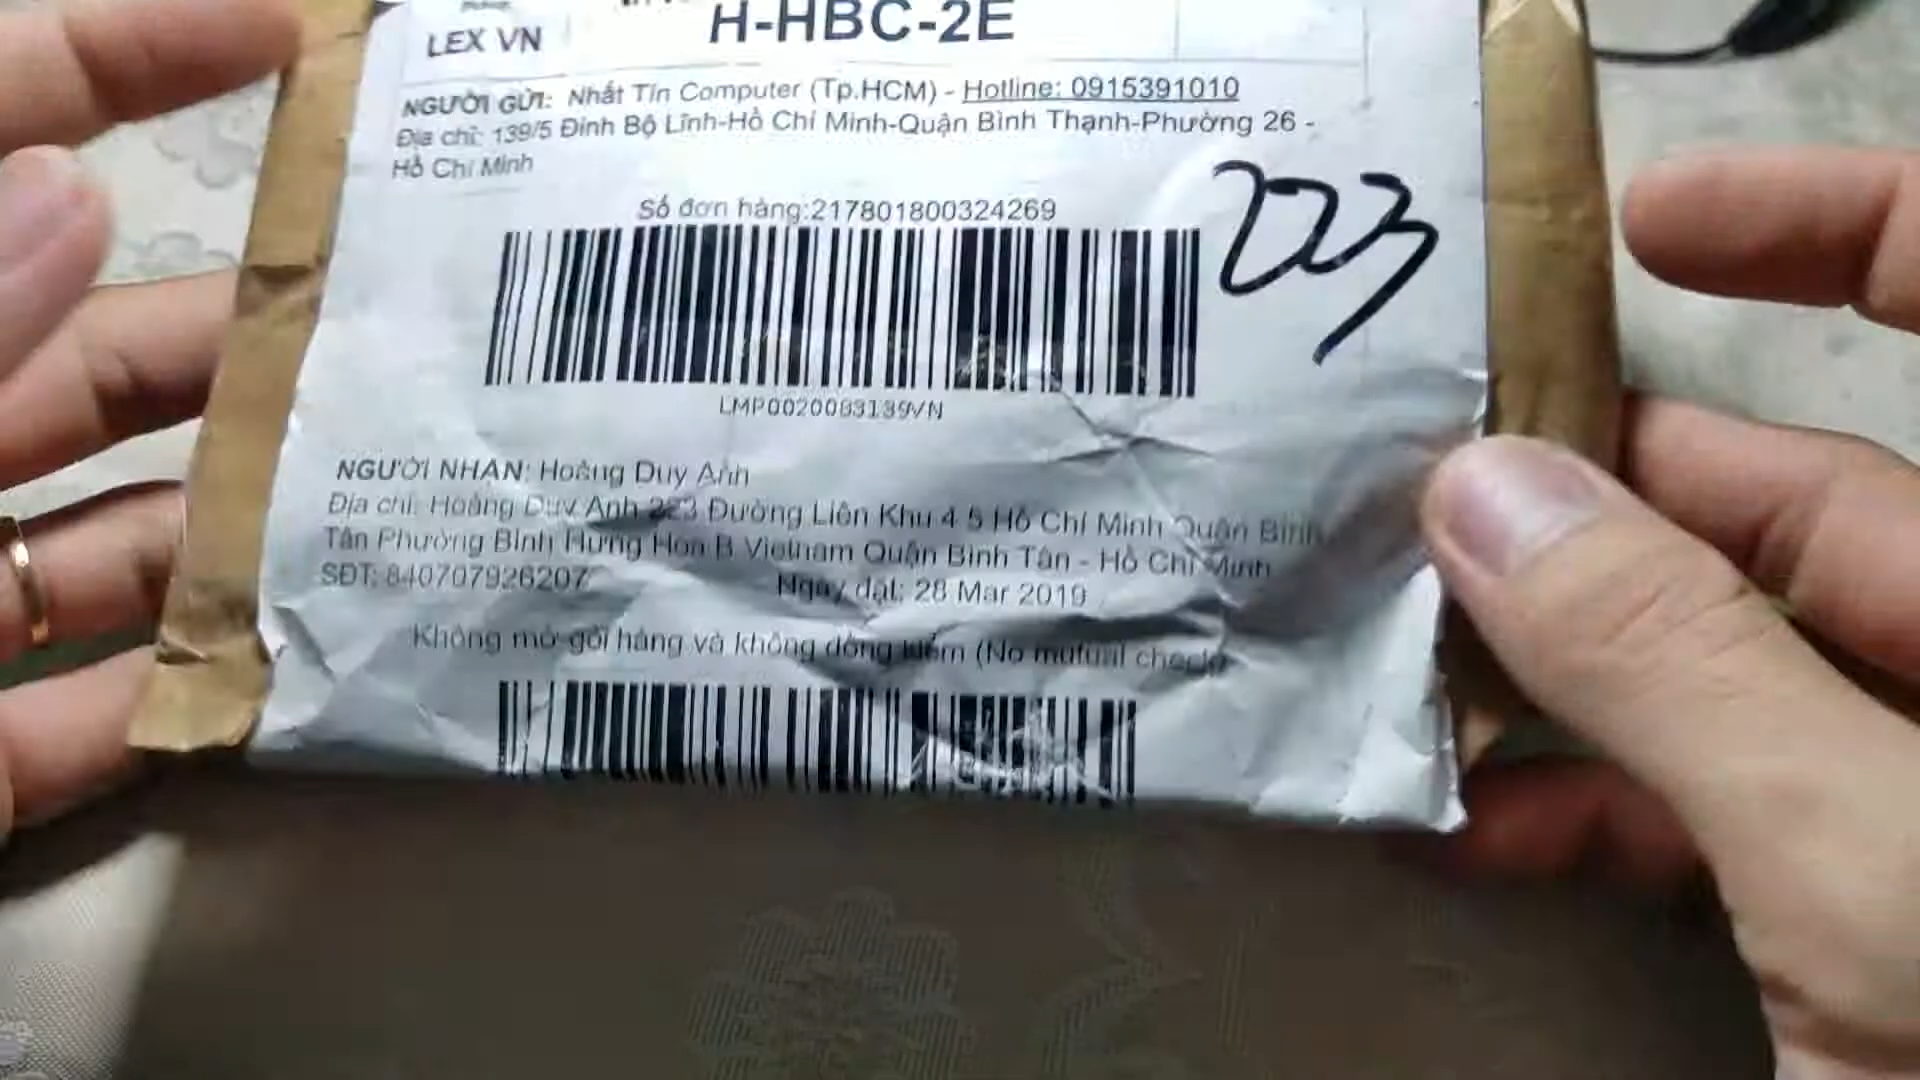 LEX VN
H-HBC-2E
NGƯỜI GỬI: Nhất Tín Computer (Tp.HCM) - Hotline: 0915391010
Địa chỉ: 139/5 Đinh Bộ Lĩnh-Hồ Chí Minh-Quận Bình Thạnh-Phường 26 -
Hồ Chí Minh
223
Số đơn hàng:217801800324269
LMP0020083139VN
NGƯỜI NHẬN: Hoàng Duy Anh
Địa chỉ: Hoàng Duy Anh 223 Đường Liên Khu 4 5 Hồ Chí Minh Quận Bình
Tân Phường Bình Hưng Hòa B Vietnam Quận Bình Tân - Hồ Chí Minh
SĐT: 840707926207 Ngày đặt: 28 Mar 2019
Không mở gói hàng và không đồng kiểm (No mutual check)